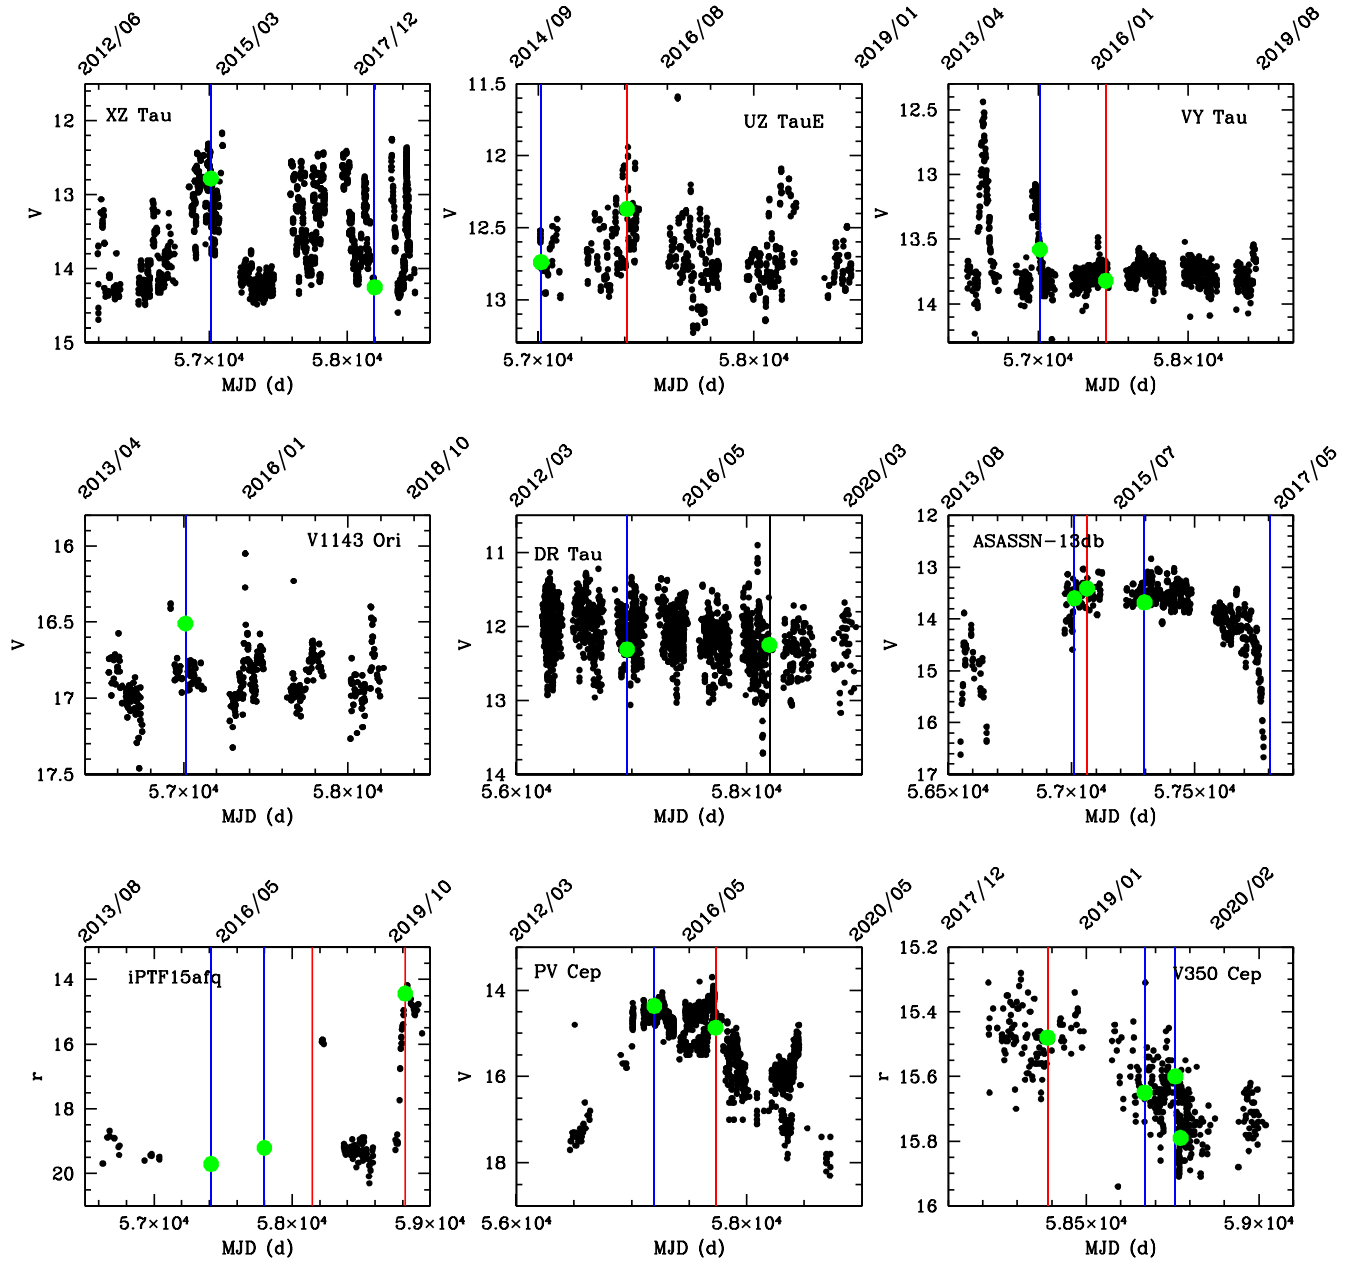 2012/06 2015/03 2017/12
XZ Tau
12
13
14
15
V
5.7×10⁴ 5.8×10⁴
MJD (d)
2014/09 2016/08 2019/01
UZ TauE
11.5
12
12.5
13
V
5.7×10⁴ 5.8×10⁴
MJD (d)
2013/04 2016/01 2019/08
VY Tau
12.5
13
13.5
14
V
5.7×10⁴ 5.8×10⁴
MJD (d)
2013/04 2016/01 2018/10
V1143 Ori
16
16.5
17
17.5
V
5.7×10⁴ 5.8×10⁴
MJD (d)
2012/03 2016/05 2020/03
DR Tau
11
12
13
14
V
5.6×10⁴ 5.8×10⁴
MJD (d)
2013/08 2015/07 2017/05
ASASSN-13db
12
13
14
15
16
17
V
5.65×10⁴ 5.7×10⁴ 5.75×10⁴
MJD (d)
2013/08 2016/05 2019/10
iPTF15afq
14
16
18
20
r
5.7×10⁴ 5.8×10⁴ 5.9×10⁴
MJD (d)
2012/03 2016/05 2020/05
PV Cep
14
16
18
V
5.6×10⁴ 5.8×10⁴
MJD (d)
2017/12 2019/01 2020/02
V350 Cep
15.2
15.4
15.6
15.8
16
r
5.85×10⁴ 5.9×10⁴
MJD (d)